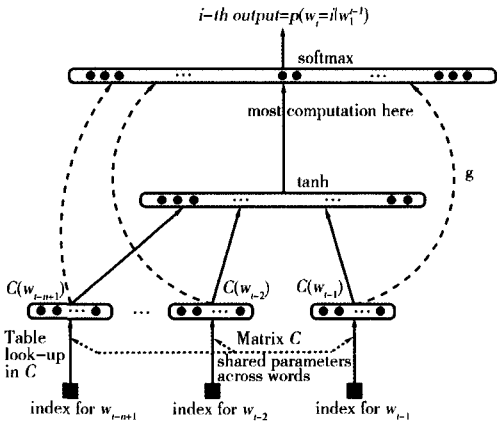 i-th output=p(w_t=i|w_1^{t-1})
softmax
...
...
most computation here
g
tanh
...
...
C(w_{t-n+1})
C(w_{t-2})
C(w_{t-1})
...
...
...
...
Table
look-up
in C
Matrix C
shared parameters
across words
index for w_{t-n+1}
index for w_{t-2}
index for w_{t-1}